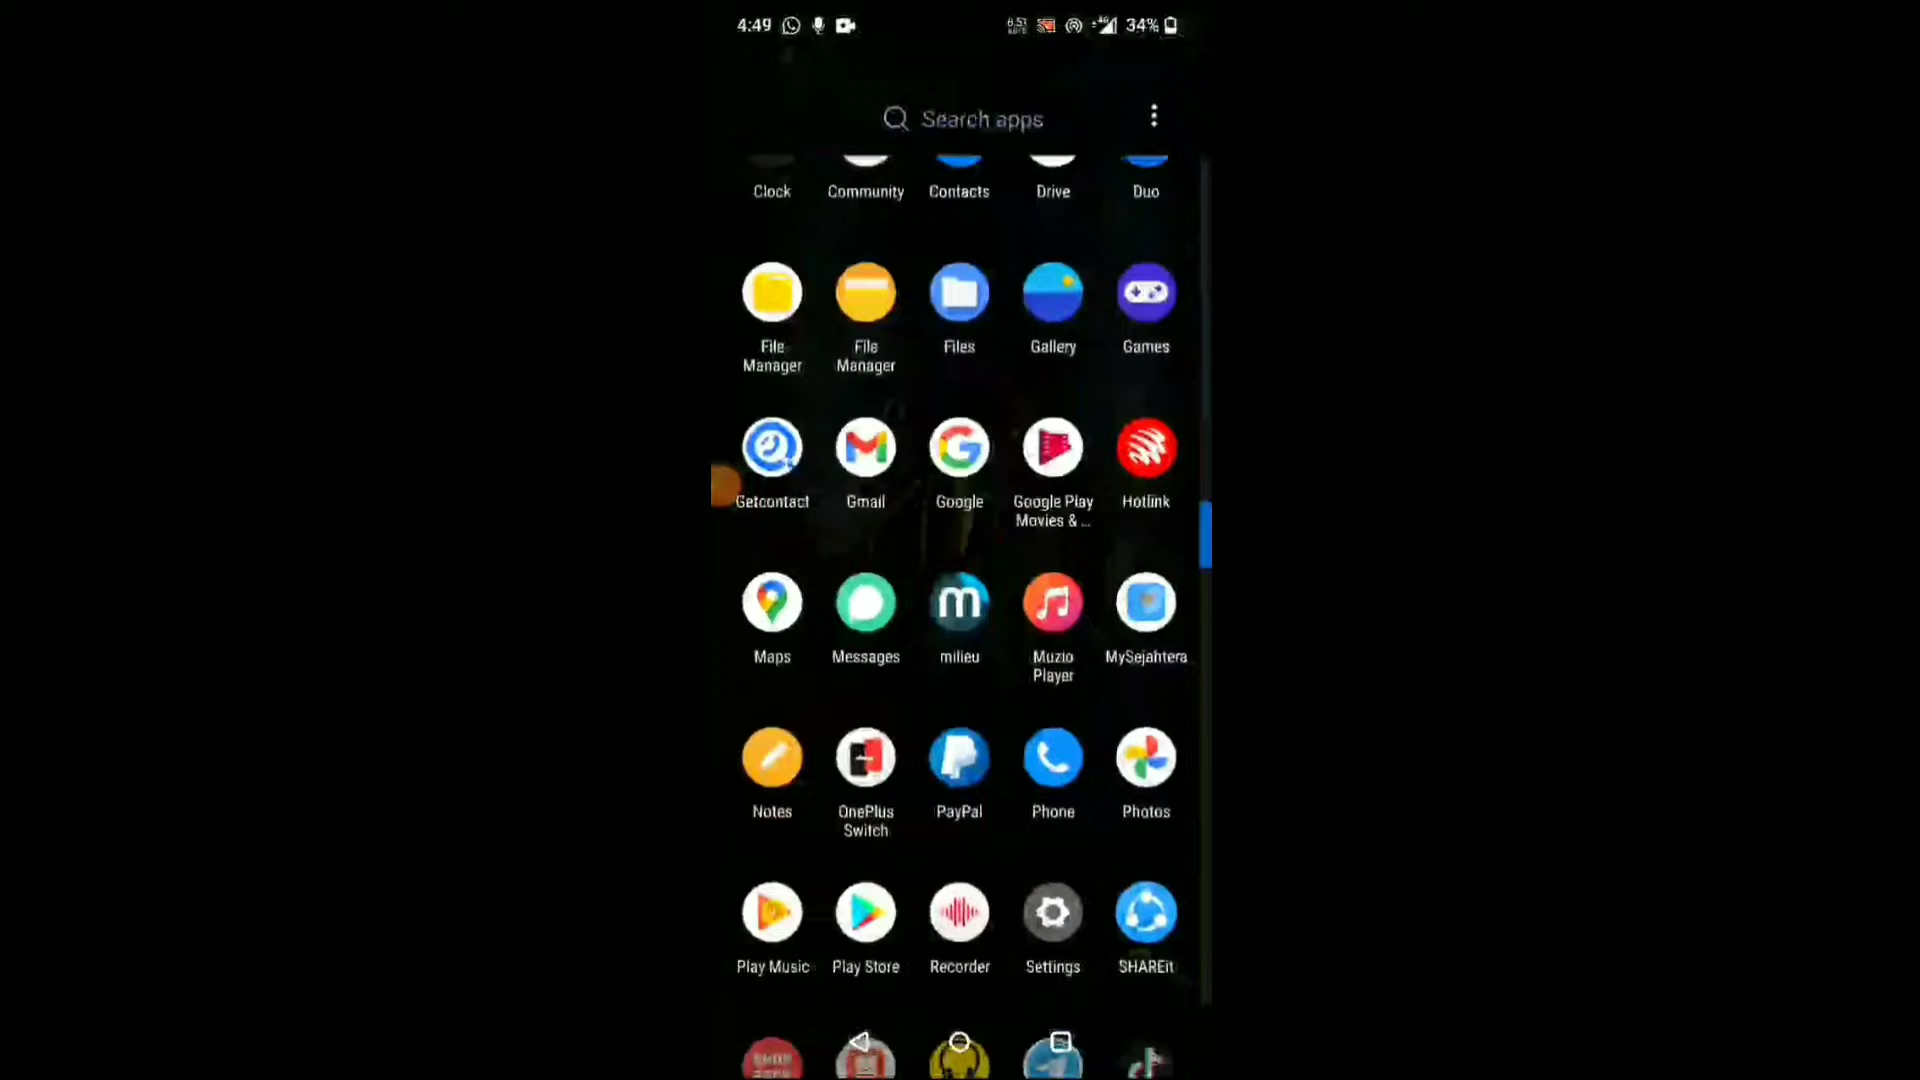 4:49
34%
Search apps
Clock Community Contacts Drive Duo
File Manager File Manager Files Gallery Games
Getcontact Gmail Google Google Play Movies & ... Hotlink
Maps Messages milieu Muzio Player MySejahtera
Notes OnePlus Switch PayPal Phone Photos
Play Music Play Store Recorder Settings SHAREit